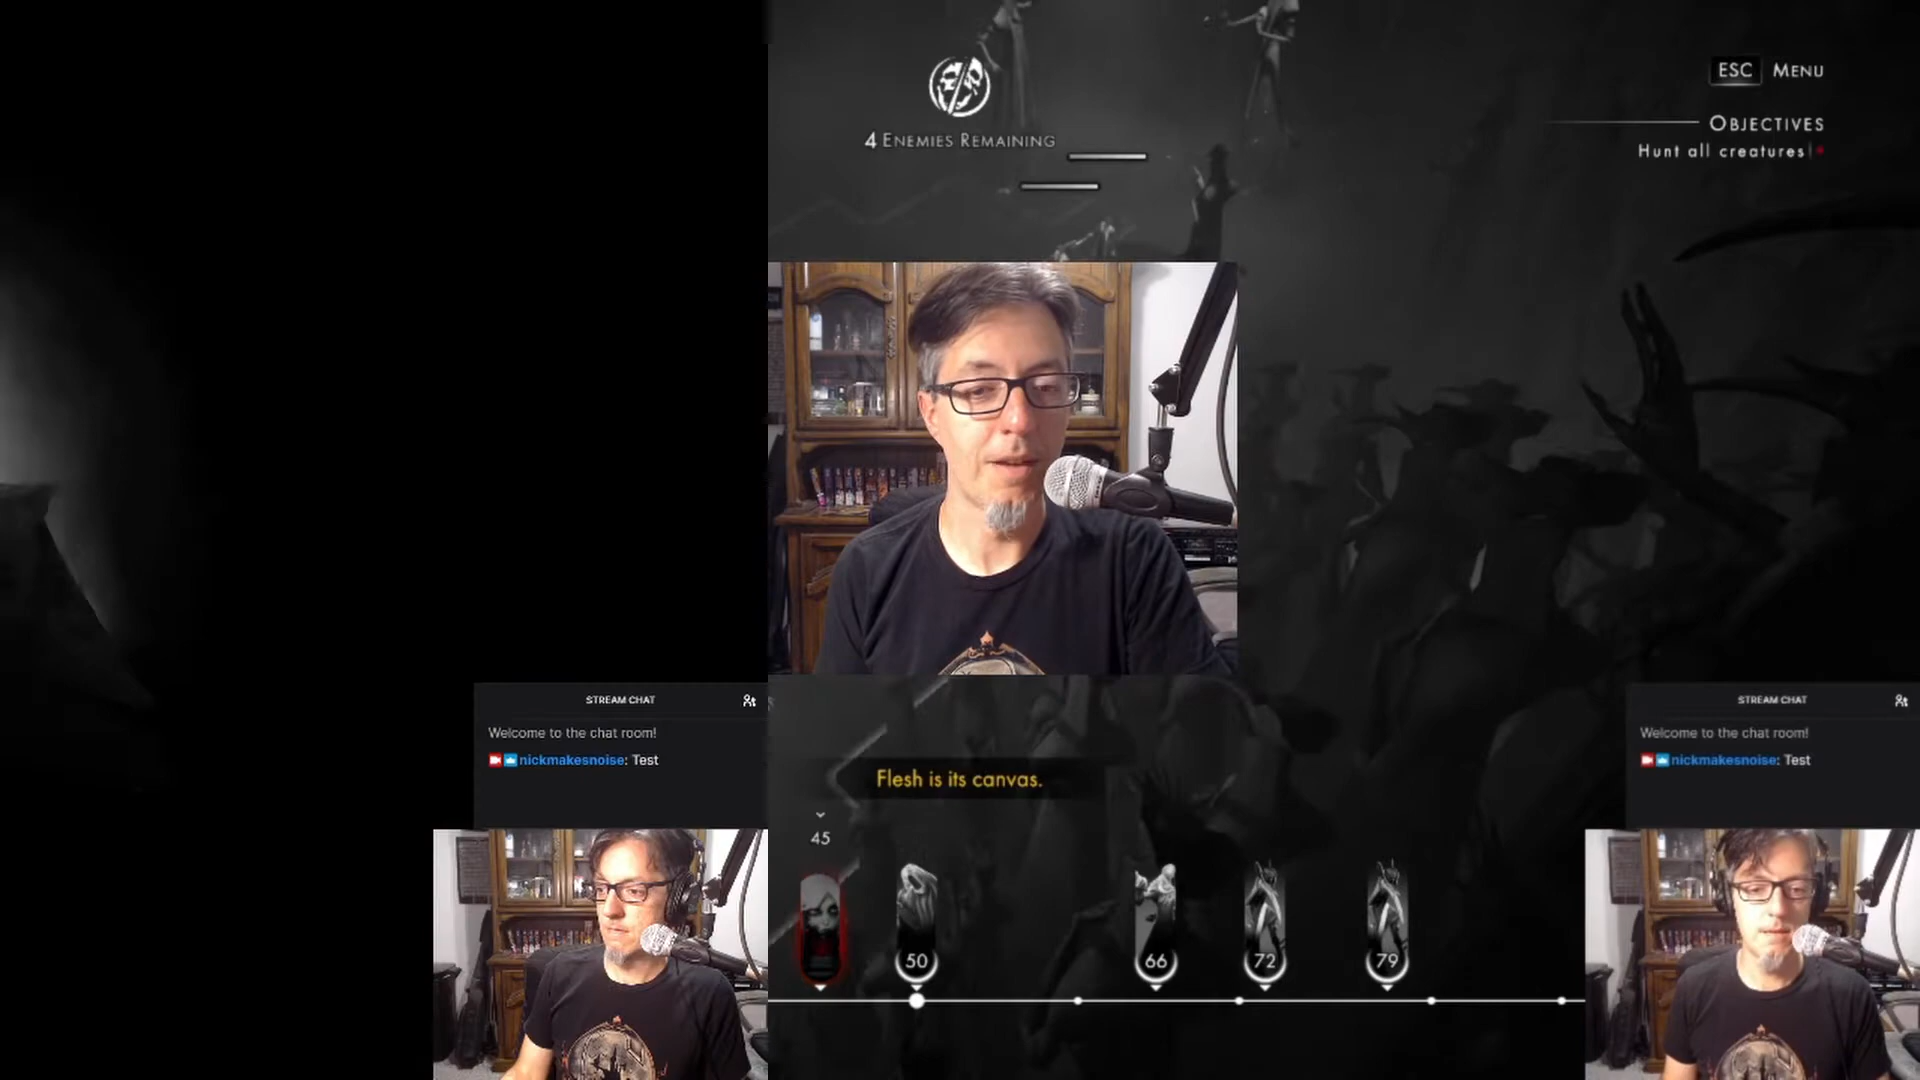 ESC MENU
4 ENEMIES REMAINING
OBJECTIVES
Hunt all creatures
STREAM CHAT
Welcome to the chat room!
nickmakesnoise: Test
Flesh is its canvas.
45
50
66
72
79
STREAM CHAT
Welcome to the chat room!
nickmakesnoise: Test